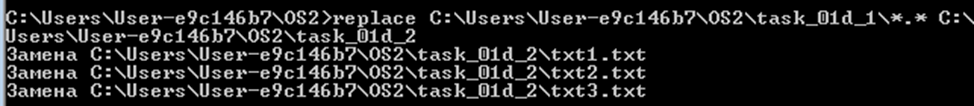 C:\Users\User-e9c146b7\OS2>replace C:\Users\User-e9c146b7\OS2\task_01d_1\*.* C:\
Users\User-e9c146b7\OS2\task_01d_2
Замена C:\Users\User-e9c146b7\OS2\task_01d_2\txt1.txt
Замена C:\Users\User-e9c146b7\OS2\task_01d_2\txt2.txt
Замена C:\Users\User-e9c146b7\OS2\task_01d_2\txt3.txt